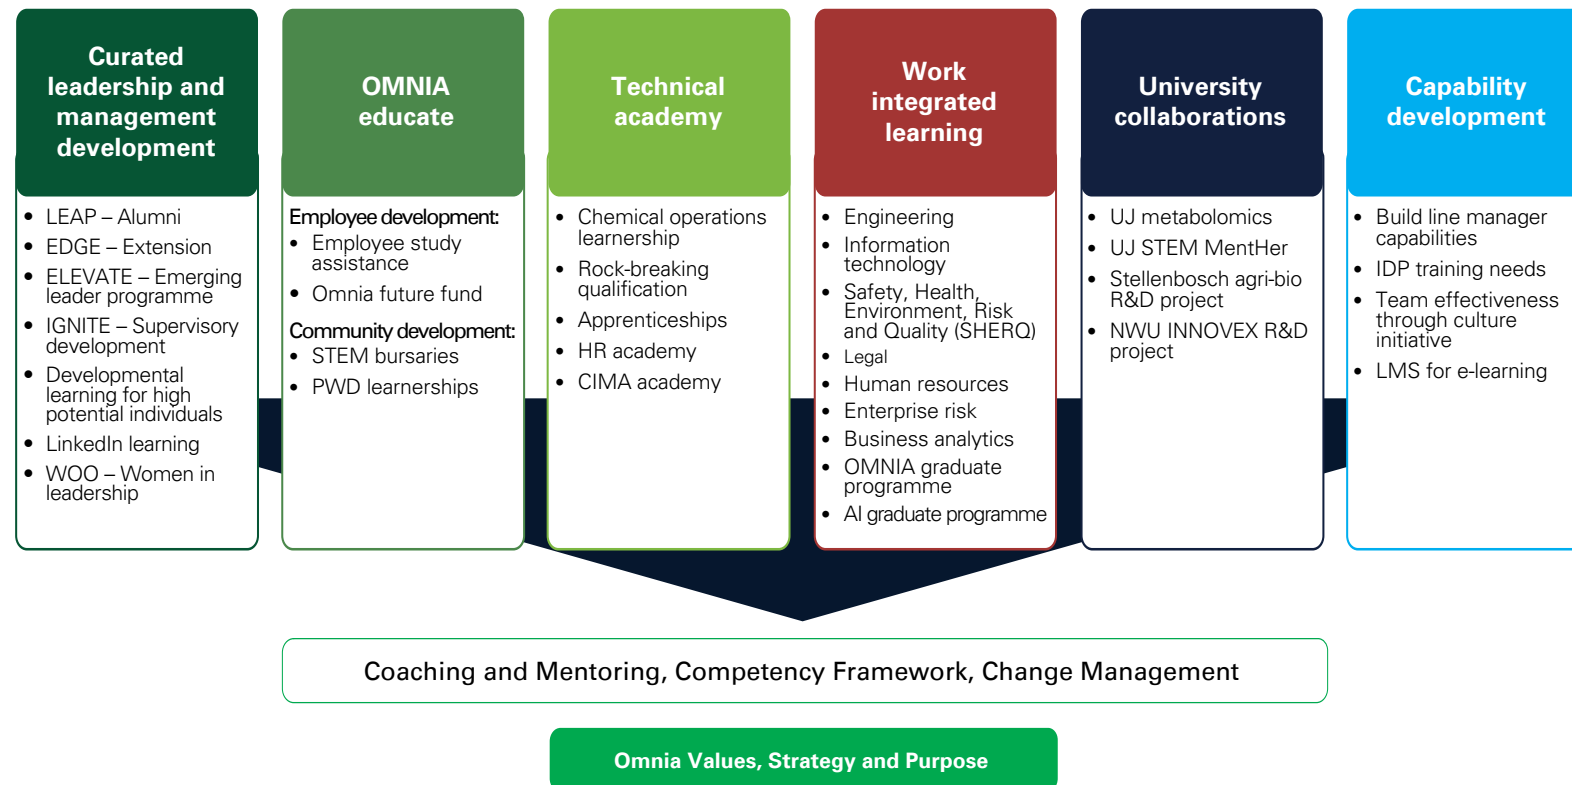 Curated
leadership and
management
development
• LEAP – Alumni
• EDGE – Extension
• ELEVATE – Emerging
leader programme
• IGNITE – Supervisory
development
• Developmental
learning for high
potential individuals
• LinkedIn learning
• WOO – Women in
leadership
OMNIA
educate
Employee development:
• Employee study
assistance
• Omnia future fund
Community development:
• STEM bursaries
• PWD learnerships
Technical
academy
• Chemical operations
learnership
• Rock-breaking
qualification
• Apprenticeships
• HR academy
• CIMA academy
Work
integrated
learning
• Engineering
• Information
technology
• Safety, Health,
Environment, Risk
and Quality (SHERQ)
• Legal
• Human resources
• Enterprise risk
• Business analytics
• OMNIA graduate
programme
• AI graduate programme
University
collaborations
• UJ metabolomics
• UJ STEM MentHer
• Stellenbosch agri-bio
R&D project
• NWU INNOVEX R&D
project
Capability
development
• Build line manager
capabilities
• IDP training needs
• Team effectiveness
through culture
initiative
• LMS for e-learning
Coaching and Mentoring, Competency Framework, Change Management
Omnia Values, Strategy and Purpose